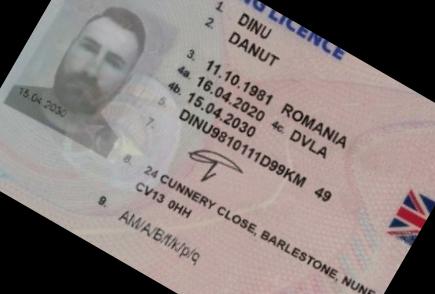 NG LICENCE
1. DINU
2. DANUT
3. 11.10.1981 ROMANIA
4a. 16.04.2020 4c. DVLA
4b. 15.04.2030
5. DINU9810111D99KM 49
7.
8. 24 CUNNERY CLOSE, BARLESTONE, NUNE
CV13 0HH
9. AM/A/B/f/k/p/q
15.04.2030